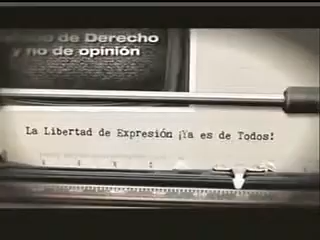 de Derecho
y no de opinión
La Libertad de Expresión ¡Ya es de Todos!